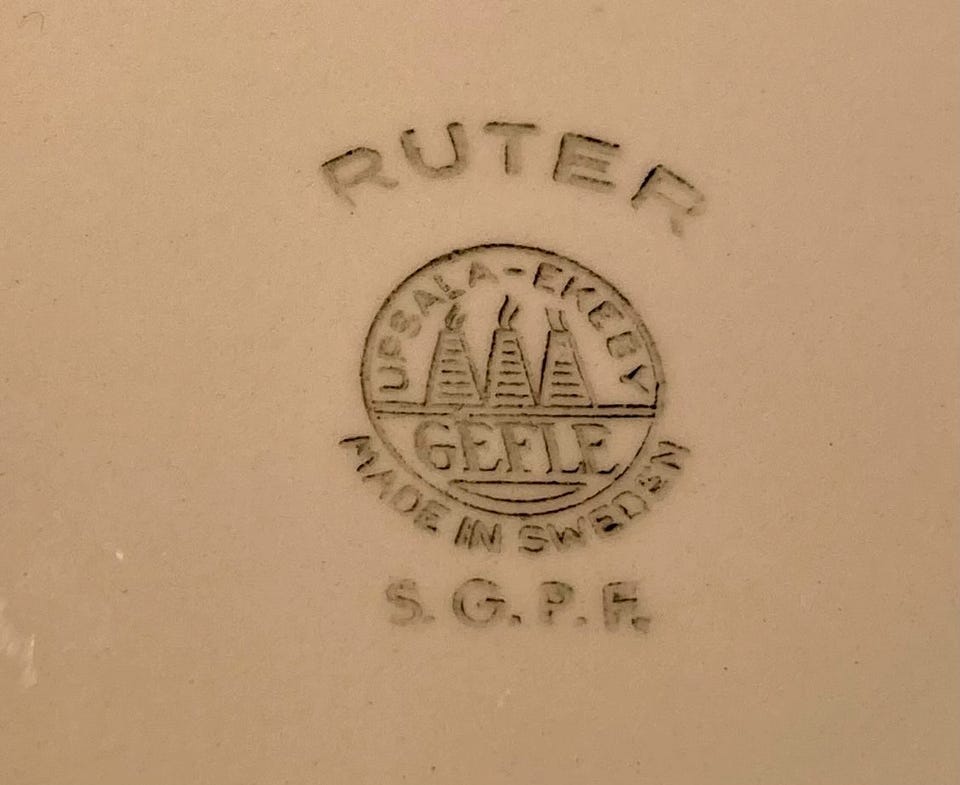 RUTER
UPSALA-EKEBY
GEFLE
MADE IN SWEDEN
S. G. P. F.